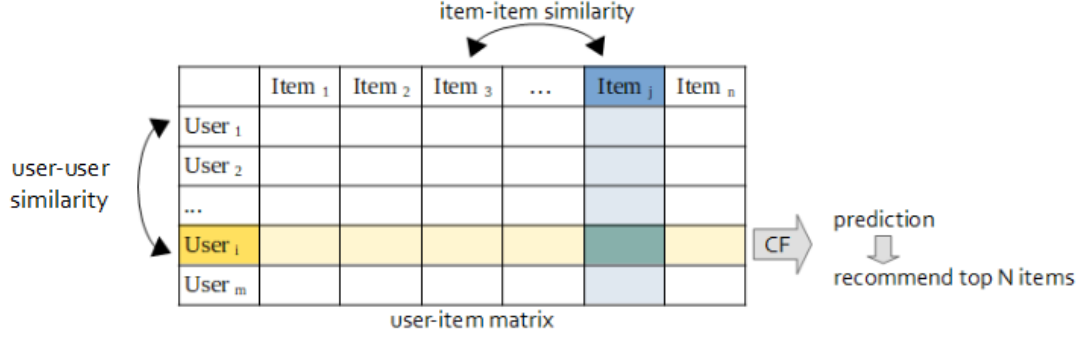 item-item similarity
Item 1 Item 2 Item 3 ... Item j Item n
User 1
user-user
similarity
User 2
...
User i
User m
CF
prediction
recommend top N items
user-item matrix